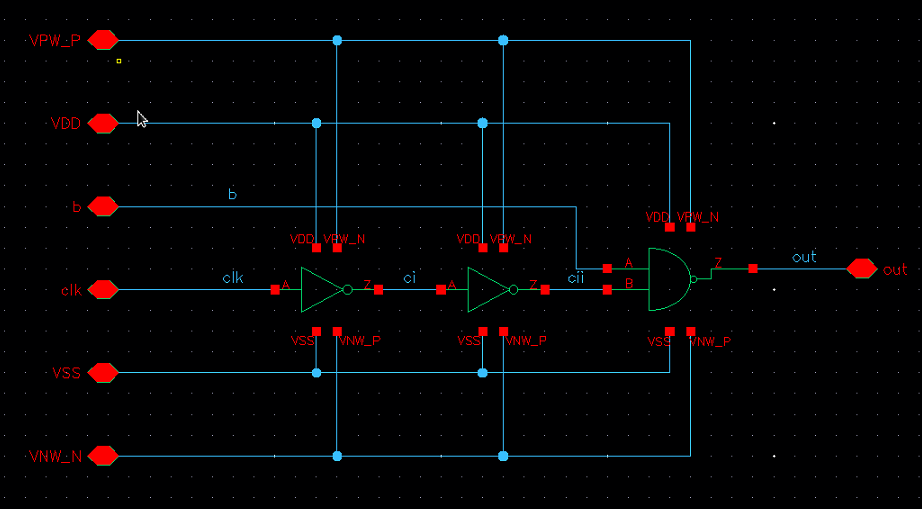 VPW_P
VDD
b
b
VDD VPW_N
VDD VPW_N
VDD VPW_N
clk
clk
A
Z
ci
A
Z
cii
A
B
Z
out
out
VSS VNW_P
VSS VNW_P
VSS VNW_P
VSS
VNW_N